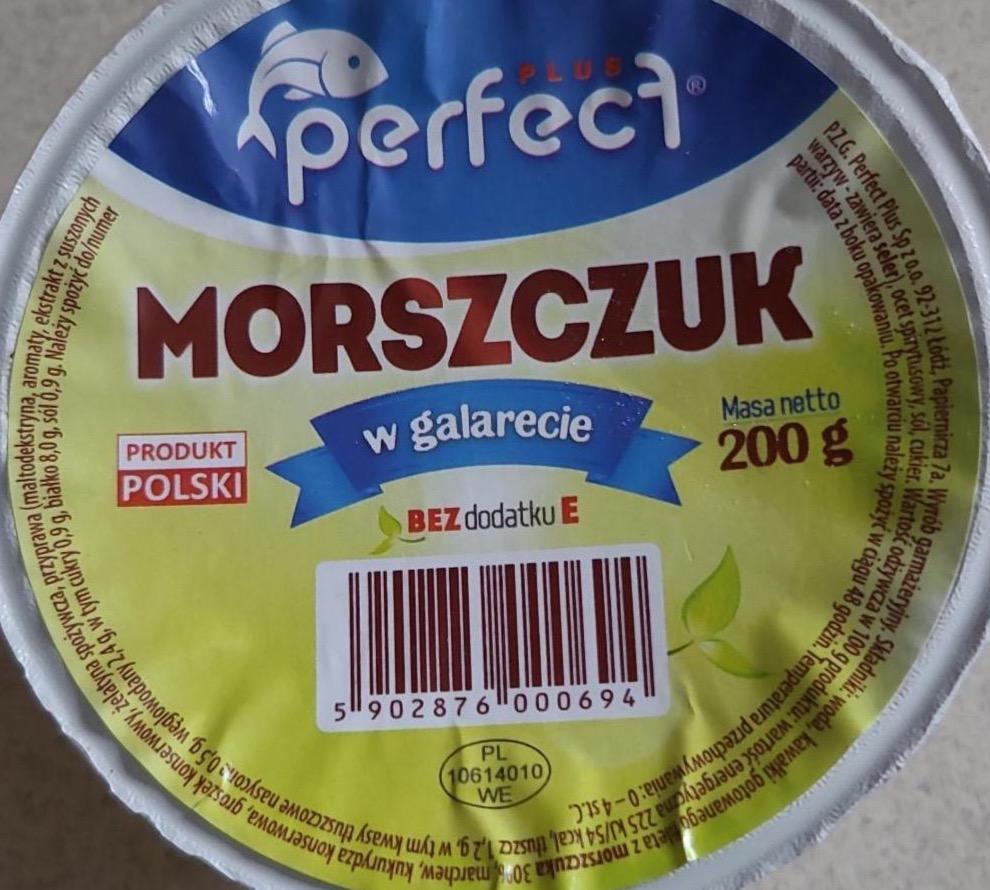 PLUS
perfect®
MORSZCZUK
w galarecie
Masa netto
200 g
PRODUKT
POLSKI
BEZ dodatku E
5 902876 000694
PL
10614010
WE
P.Z.G. Perfect Plus Sp z o.o. 92-312 Łódź, Papiernicza 7a. Wyrób garmażeryjny. Składniki: woda, kawałki gotowanego fileta z morszczuka 30%, marchew, kukurydza konserwowa, groszek konserwowy, żelatyna spożywcza, przyprawa (maltodekstryna, aromaty, ekstrakt z suszonych
warzyw - zawiera seler), ocet spirytusowy, sól, cukier. Wartość odżywcza w 100 g produktu: wartość energetyczna 225 kJ/54 kcal, tłuszcz 1,2 g, w tym kwasy tłuszczowe nasycone 0,5 g, węglowodany 2,4 g, w tym cukry 0,9 g, białko 8,0 g, sól 0,9 g. Należy spożyć do/numer
partii: data z boku opakowaniu. Po otwarciu należy spożyć w ciągu 48 godzin. Temperatura przechowywania: 0 – 4 st.C.